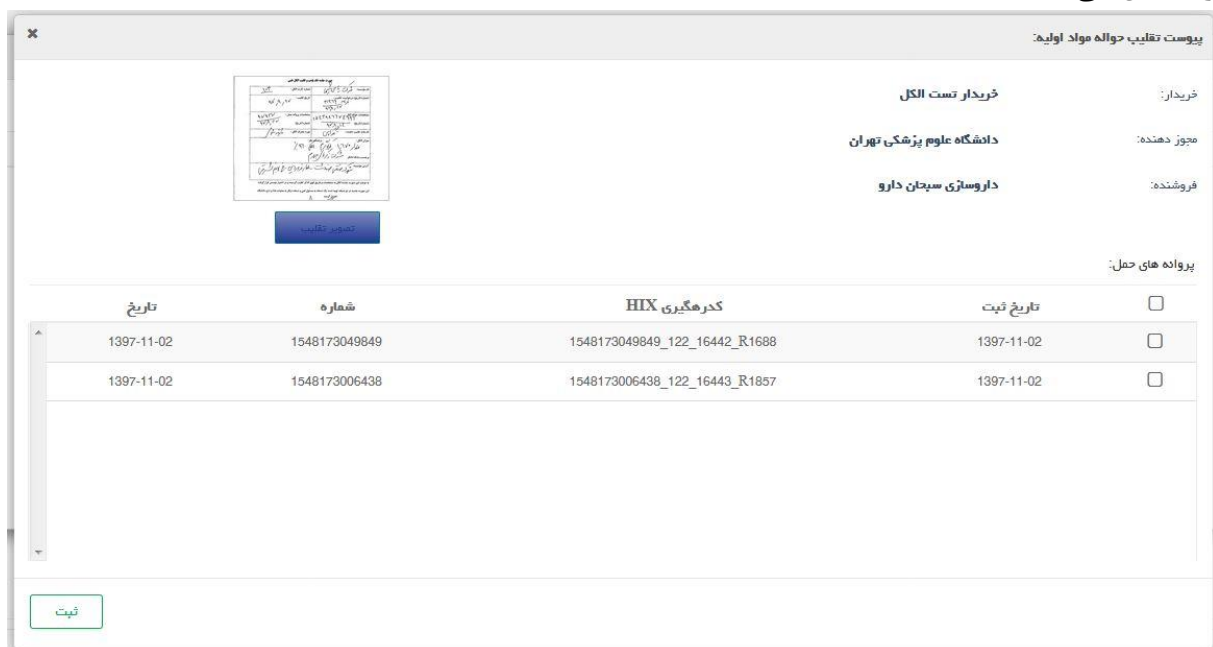 پیوست تقلیب حواله مواد اولیه:
خریدار: خریدار تست الکل
مجوز دهنده: دانشگاه علوم پزشکی تهران
فروشنده: داروسازی سبحان دارو
تصویر تقلیب
پروانه های حمل:
تاریخ ثبت کدرهگیری HIX شماره تاریخ
1397-11-02 1548173049849_122_16442_R1688 1548173049849 1397-11-02
1397-11-02 1548173006438_122_16443_R1857 1548173006438 1397-11-02
ثبت